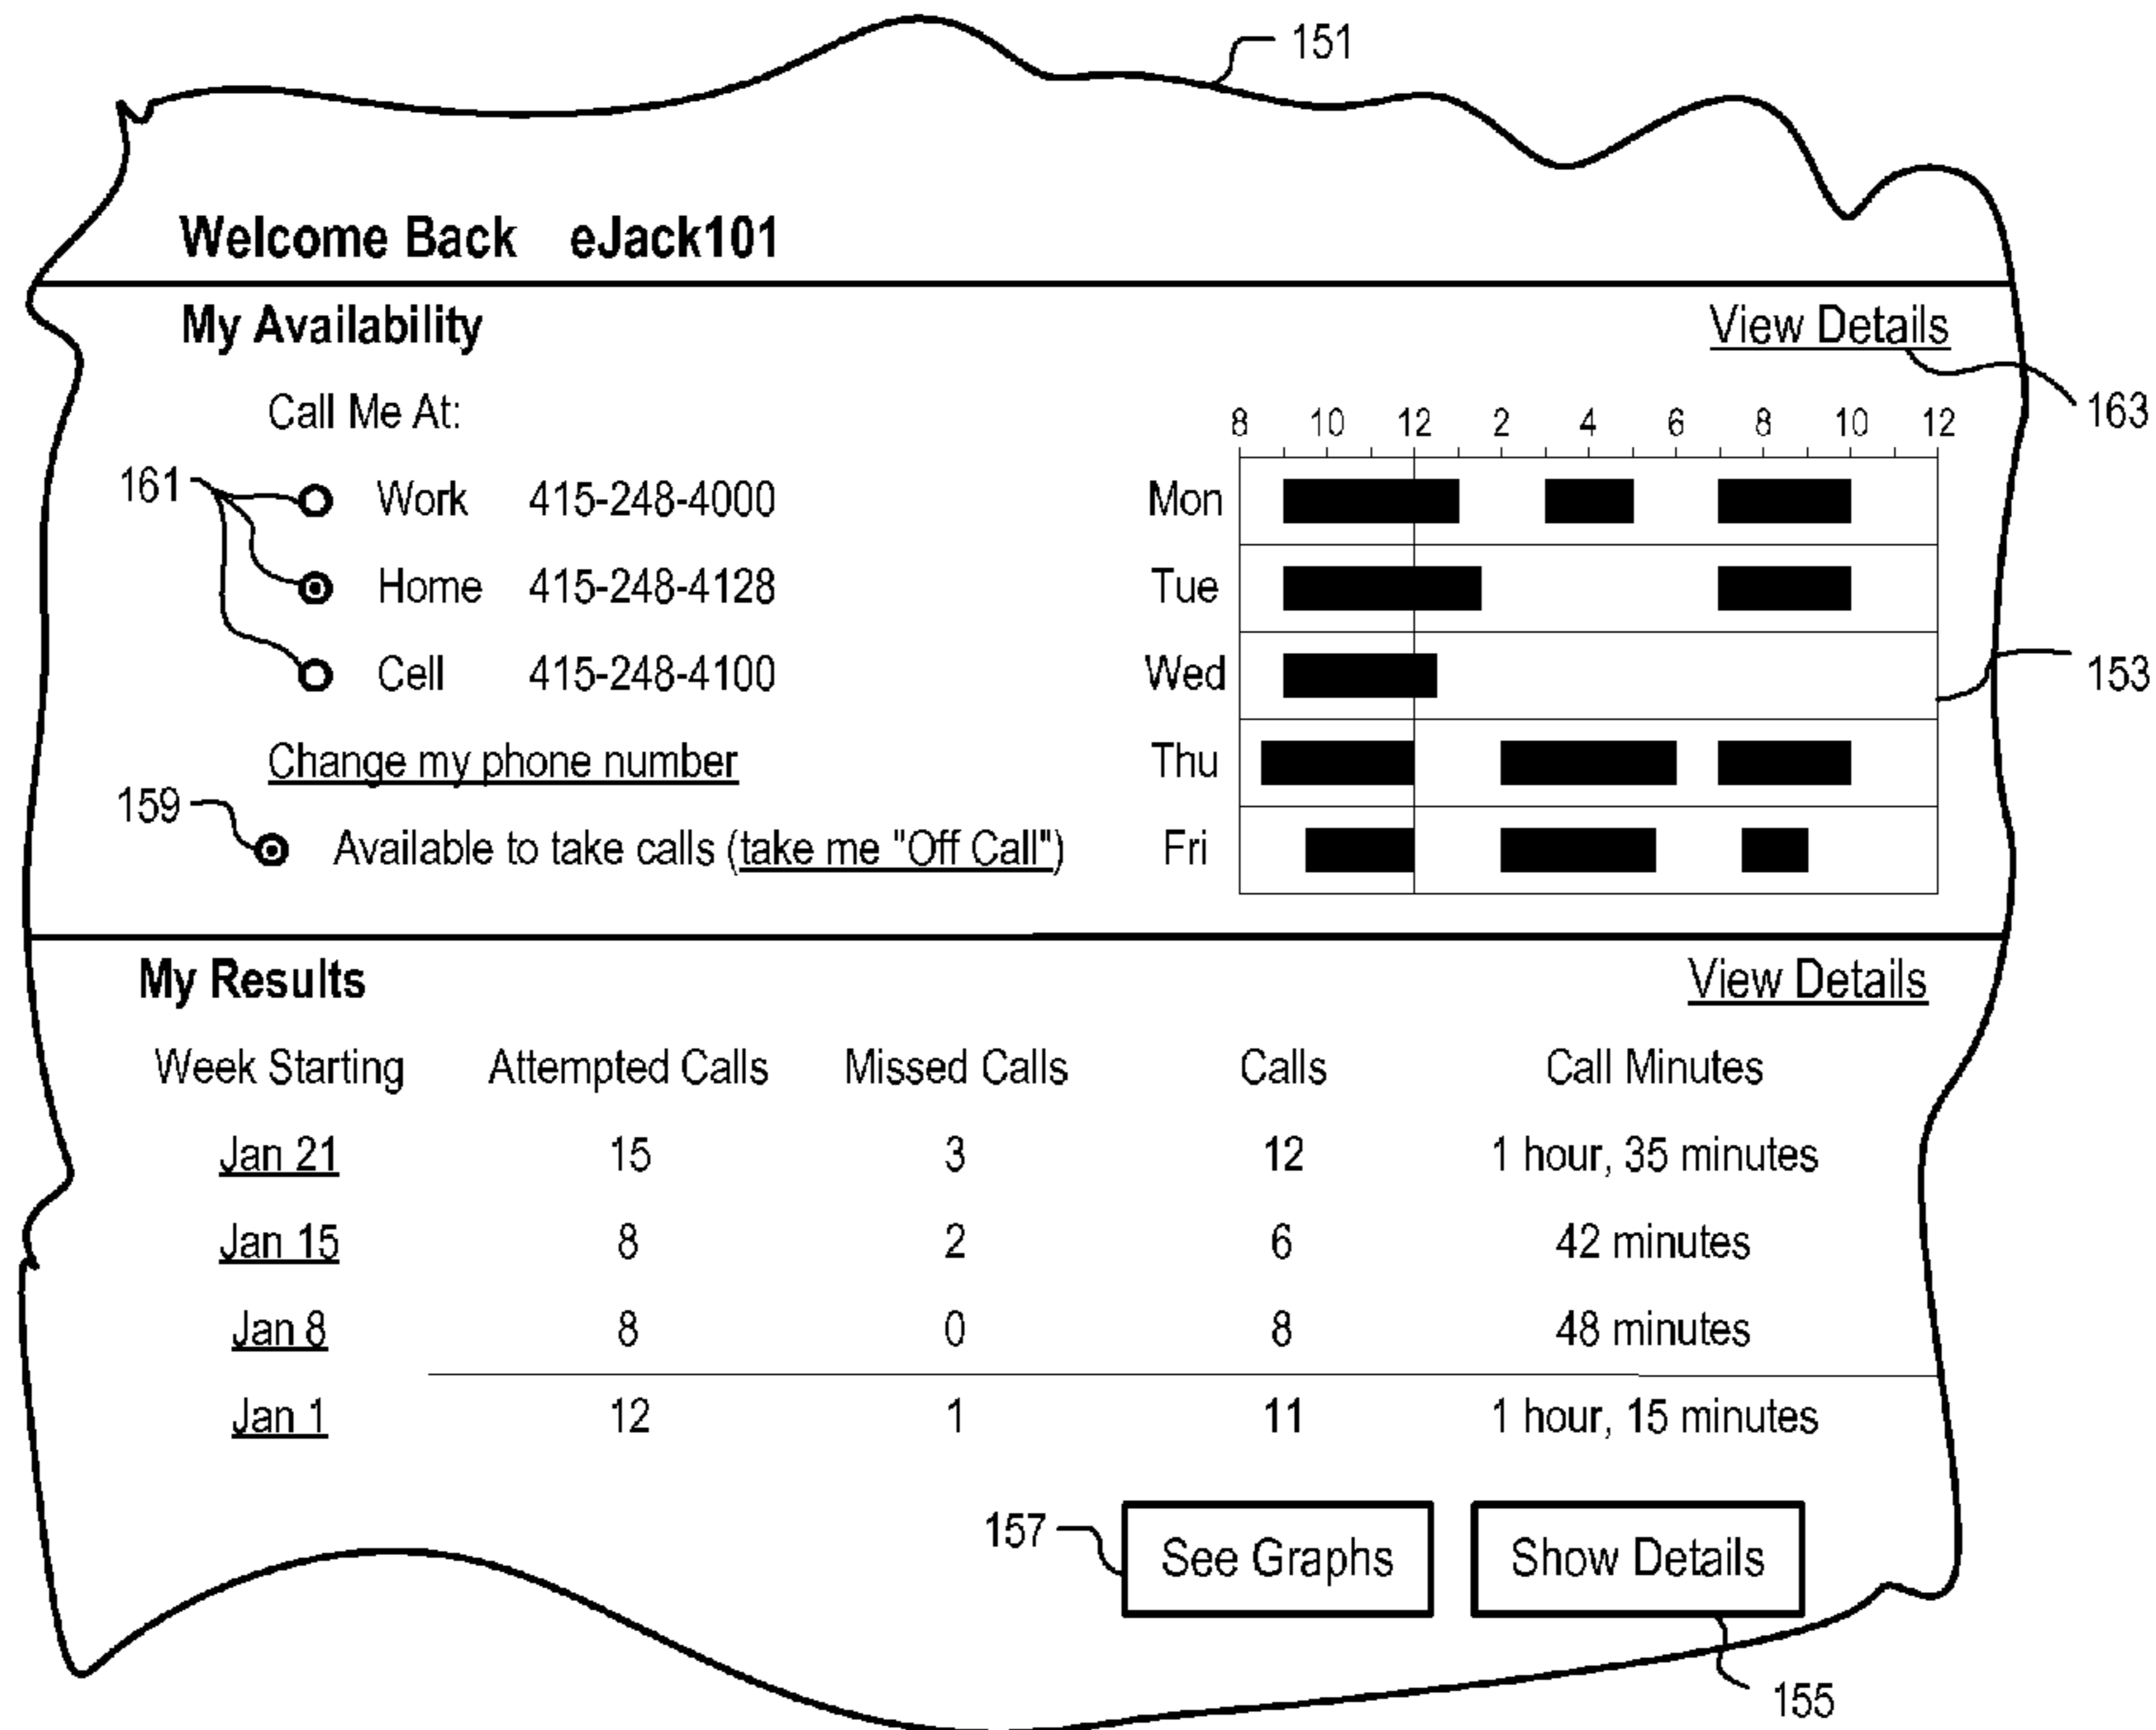 151
Welcome Back eJack101
My Availability View Details
163
Call Me At:
8 10 12 2 4 6 8 10 12
161 Work 415-248-4000 Mon
Home 415-248-4128 Tue
Cell 415-248-4100 Wed 153
Change my phone number Thu
159 Available to take calls (take me "Off Call") Fri
My Results View Details
Week Starting Attempted Calls Missed Calls Calls Call Minutes
Jan 21 15 3 12 1 hour, 35 minutes
Jan 15 8 2 6 42 minutes
Jan 8 8 0 8 48 minutes
Jan 1 12 1 11 1 hour, 15 minutes
157 See Graphs Show Details
155